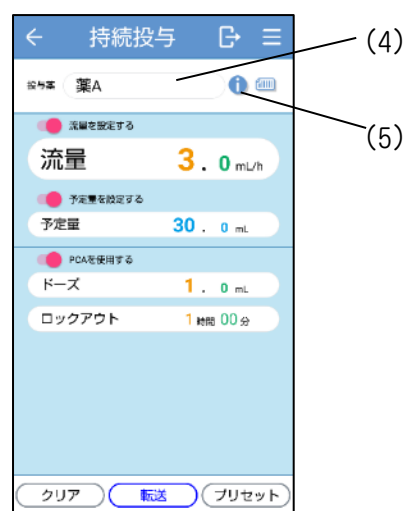 持続投与
(4)
投与薬 薬A
(5)
流量を設定する
流量 3. 0 mL/h
予定量を設定する
予定量 30. 0 mL
PCAを使用する
ドーズ 1. 0 mL
ロックアウト 1 時間 00 分
クリア 転送 プリセット